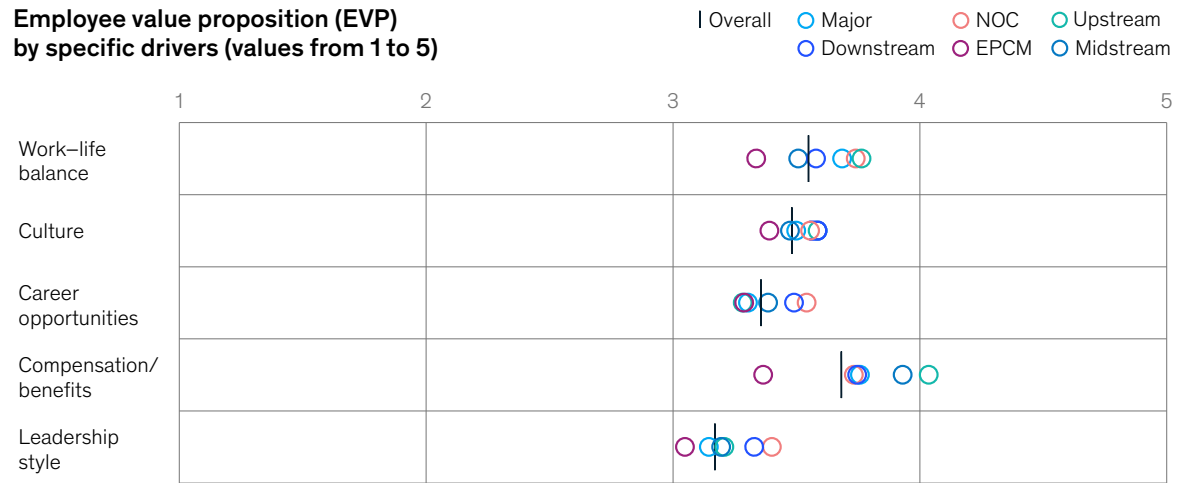 Employee value proposition (EVP)
by specific drivers (values from 1 to 5)
Overall Major NOC Upstream
Downstream EPCM Midstream
1 2 3 4 5
Work–life
balance
Culture
Career
opportunities
Compensation/
benefits
Leadership
style